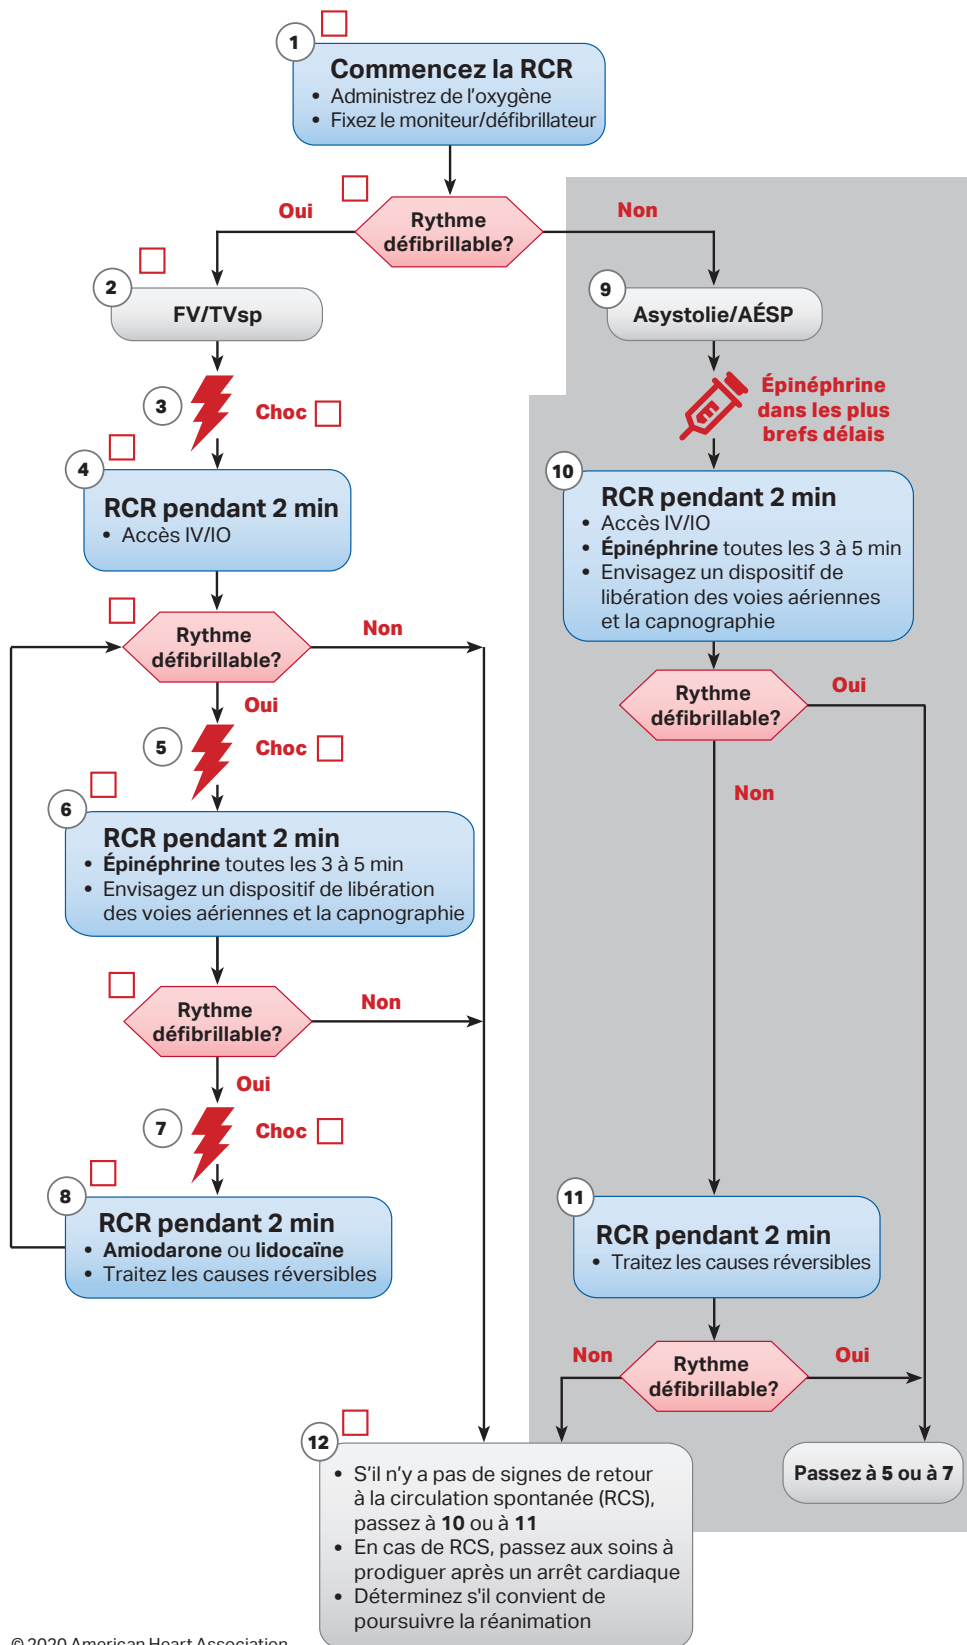 1
Commencez la RCR
• Administrez de l'oxygène
• Fixez le moniteur/défibrillateur
Rythme
défibrillable?
Oui
Non
2
FV/TVsp
9
Asystolie/AÉSP
3
Choc
Épinéphrine
dans les plus
brefs délais
4
RCR pendant 2 min
• Accès IV/IO
10
RCR pendant 2 min
• Accès IV/IO
• Épinéphrine toutes les 3 à 5 min
• Envisagez un dispositif de
libération des voies aériennes
et la capnographie
Rythme
défibrillable?
Non
Oui
Rythme
défibrillable?
Oui
Non
5
Choc
6
RCR pendant 2 min
• Épinéphrine toutes les 3 à 5 min
• Envisagez un dispositif de libération
des voies aériennes et la capnographie
Rythme
défibrillable?
Non
Oui
7
Choc
8
RCR pendant 2 min
• Amiodarone ou lidocaïne
• Traitez les causes réversibles
11
RCR pendant 2 min
• Traitez les causes réversibles
Rythme
défibrillable?
Non
Oui
12
• S'il n'y a pas de signes de retour
à la circulation spontanée (RCS),
passez à 10 ou à 11
• En cas de RCS, passez aux soins à
prodiguer après un arrêt cardiaque
• Déterminez s'il convient de
poursuivre la réanimation
Passez à 5 ou à 7
© 2020 American Heart Association